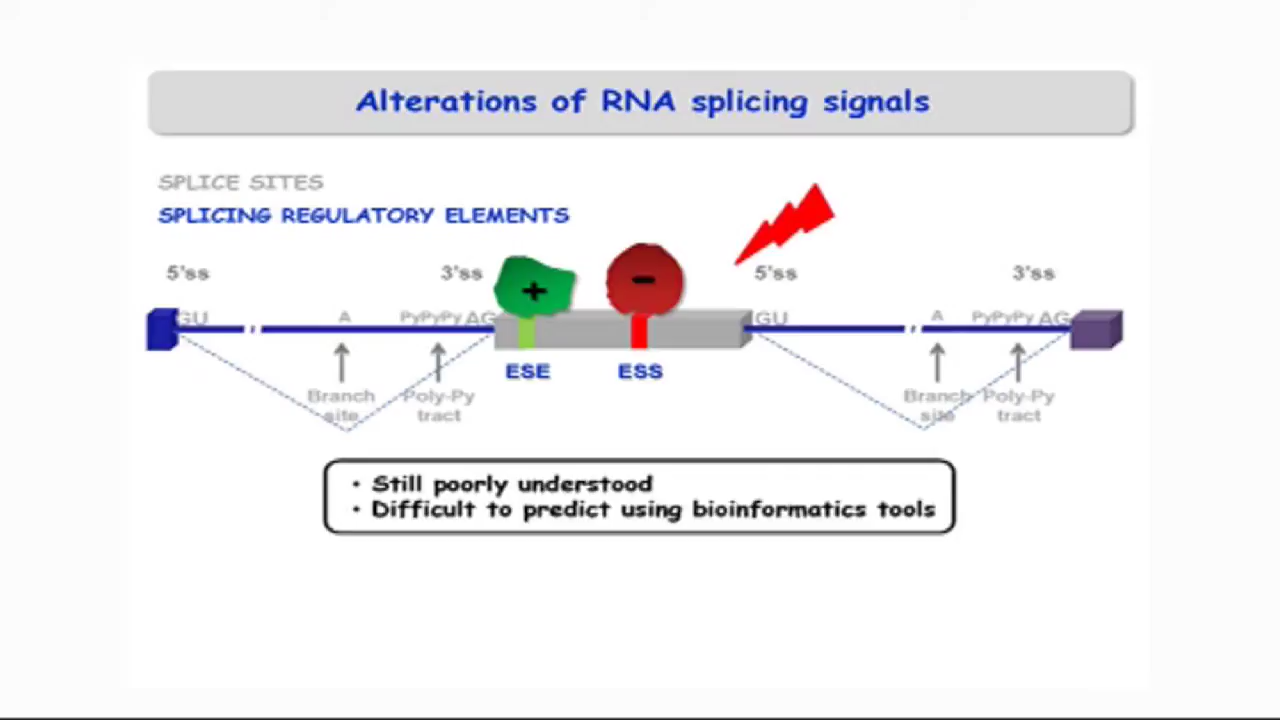 Alterations of RNA splicing signals
SPLICE SITES
SPLICING REGULATORY ELEMENTS
5'ss 3'ss 5'ss 3'ss
+ -
GU A PyPyPy AG GU A PyPyPy AG
ESE ESS
Branch site Poly-Py tract Branch site Poly-Py tract
• Still poorly understood
• Difficult to predict using bioinformatics tools